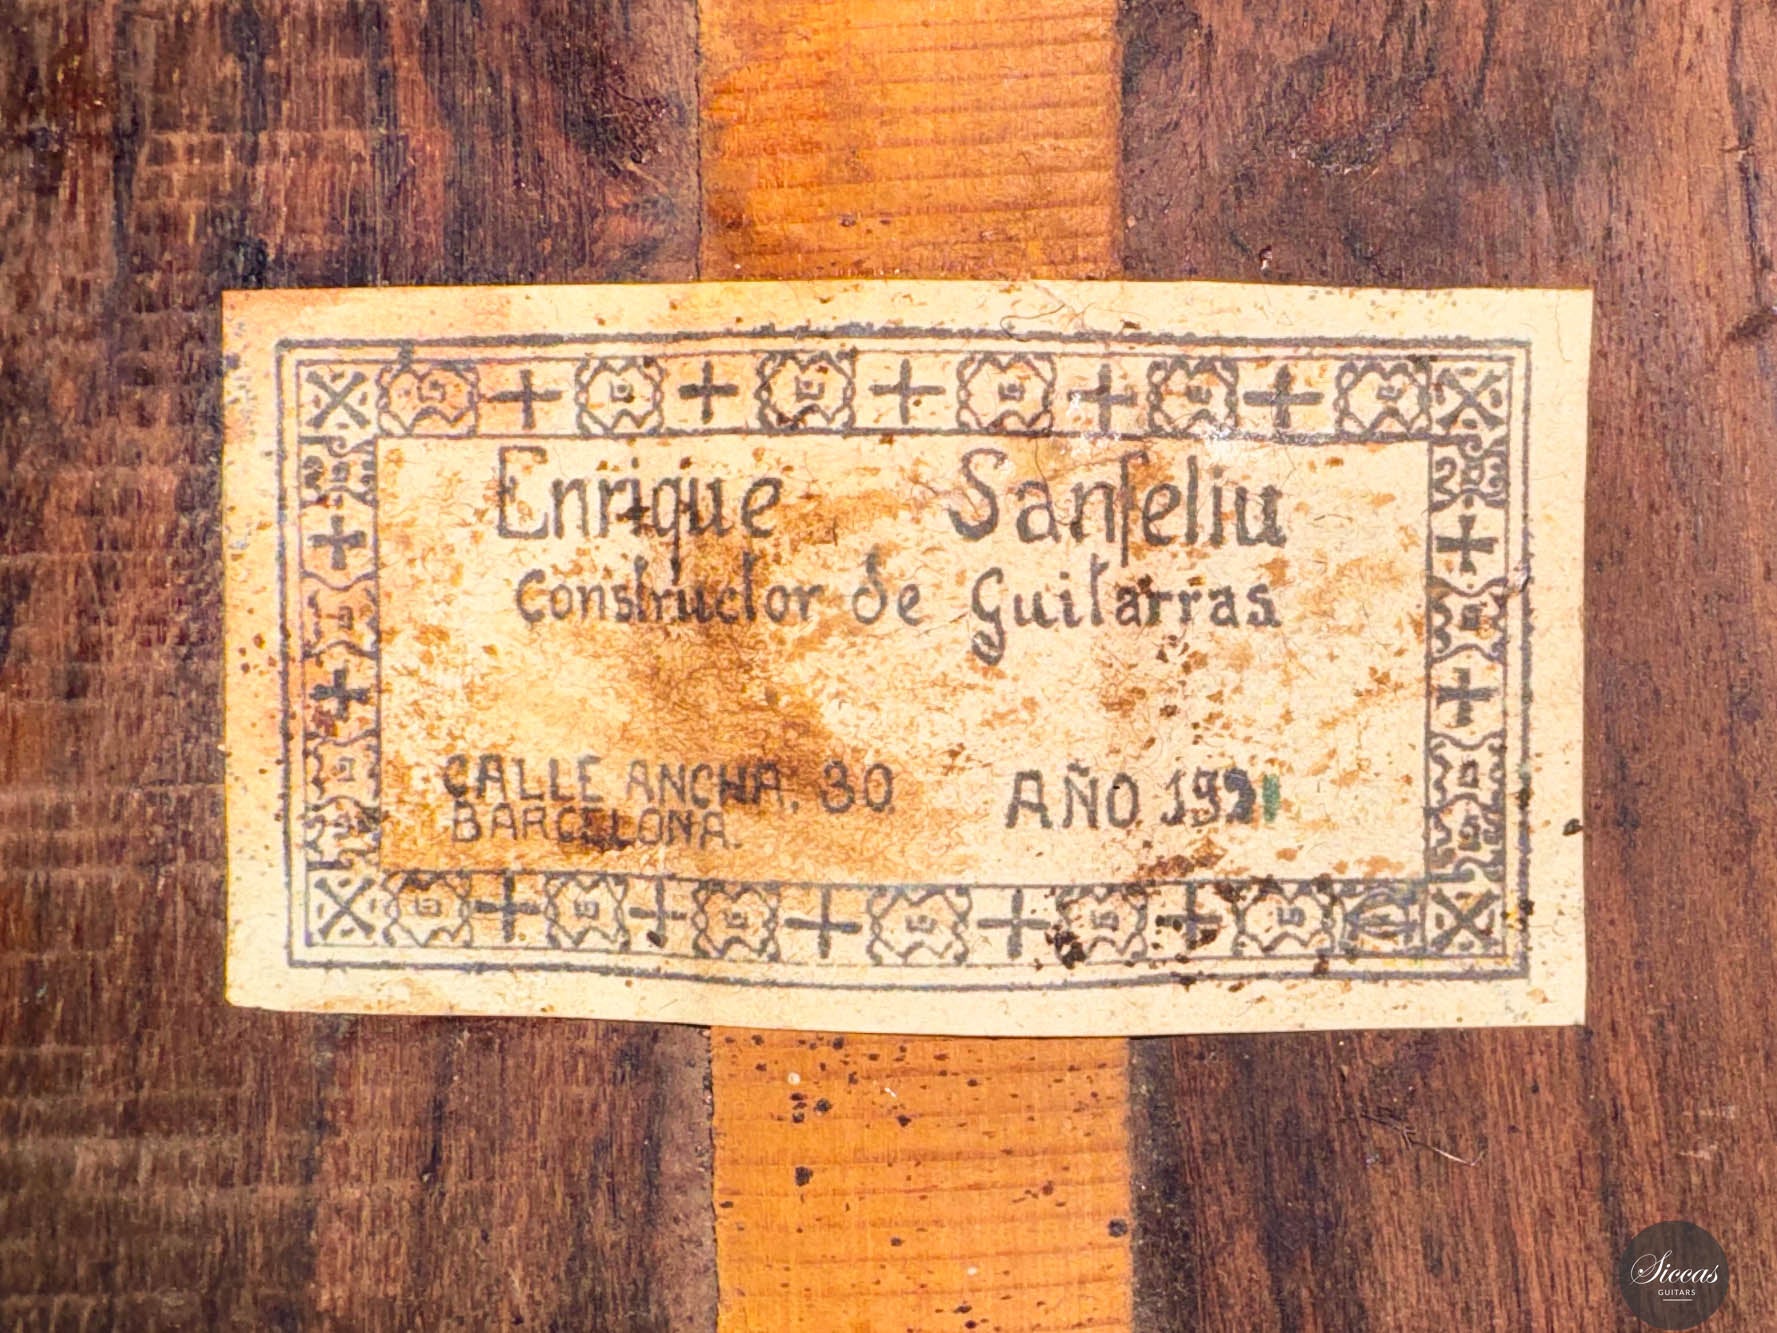 Enrique Sanfeliu
Constructor de Guitarras
CALLE ANCHA, 30
BARCELONA.
AÑO
Siccas
GUITARS